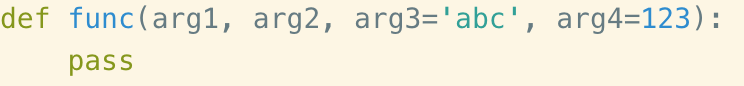 def func(arg1, arg2, arg3='abc', arg4=123):
    pass